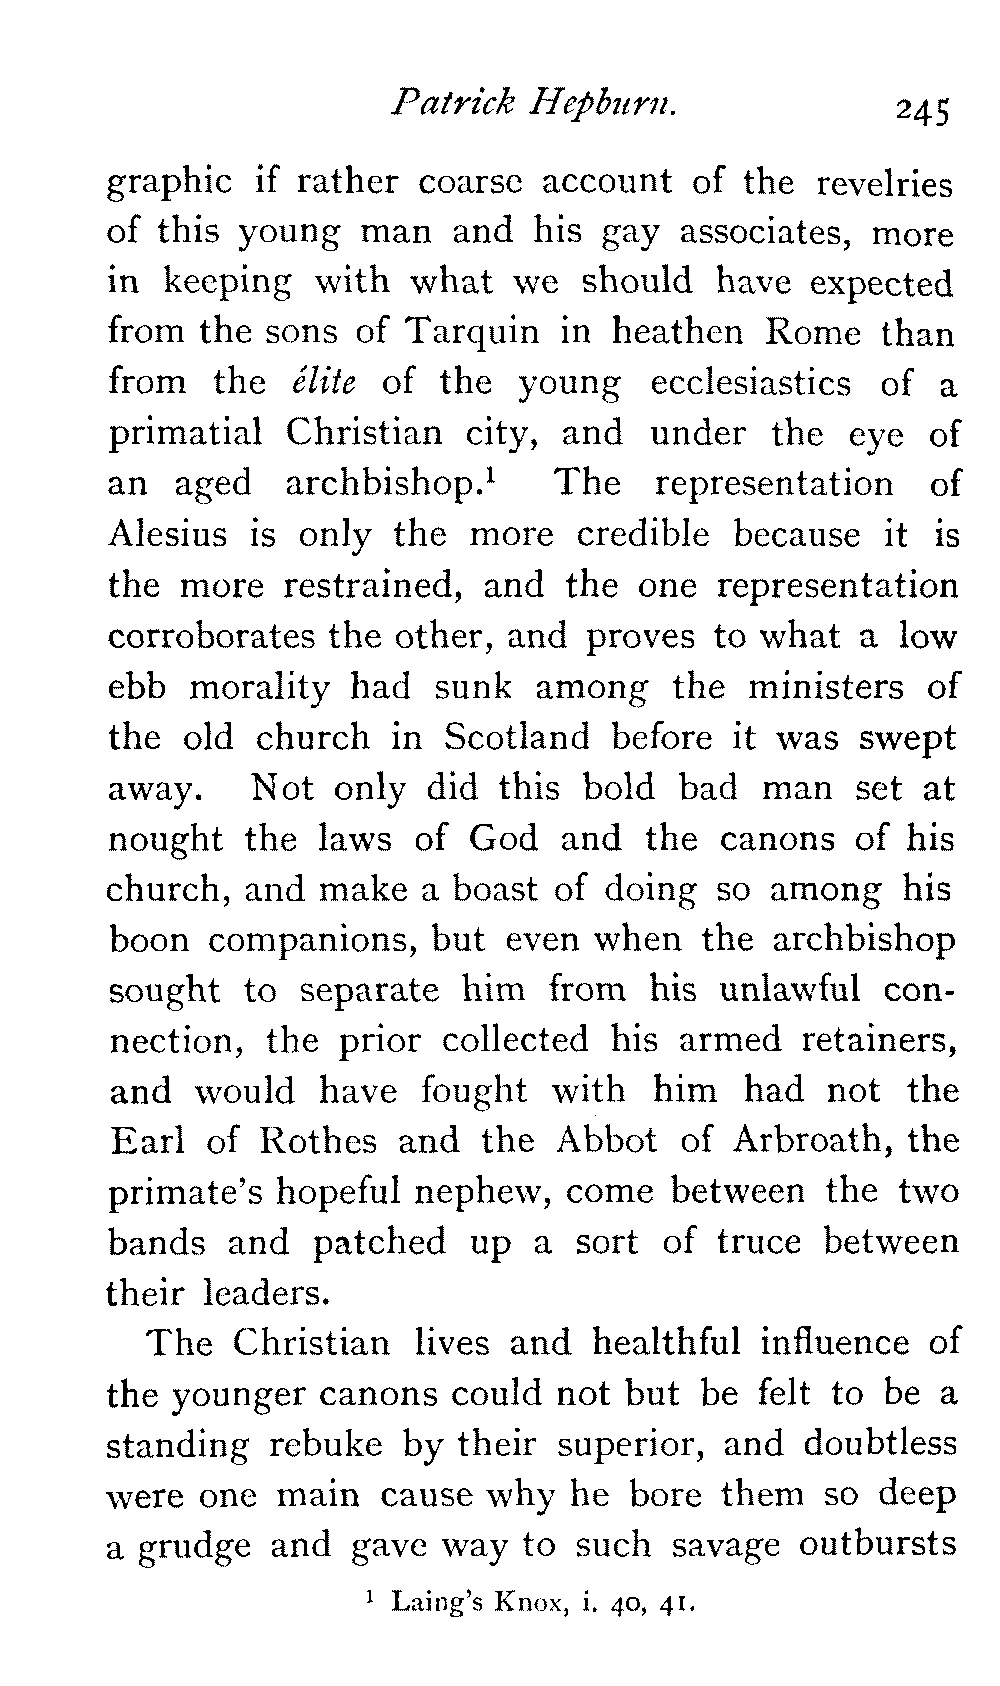 Patrick Hepburn. 245
graphic if rather coarse account of the revelries
of this young man and his gay associates, more
in keeping with what we should have expected
from the sons of Tarquin in heathen Rome than
from the élite of the young ecclesiastics of a
primatial Christian city, and under the eye of
an aged archbishop.¹ The representation of
Alesius is only the more credible because it is
the more restrained, and the one representation
corroborates the other, and proves to what a low
ebb morality had sunk among the ministers of
the old church in Scotland before it was swept
away. Not only did this bold bad man set at
nought the laws of God and the canons of his
church, and make a boast of doing so among his
boon companions, but even when the archbishop
sought to separate him from his unlawful con-
nection, the prior collected his armed retainers,
and would have fought with him had not the
Earl of Rothes and the Abbot of Arbroath, the
primate's hopeful nephew, come between the two
bands and patched up a sort of truce between
their leaders.
The Christian lives and healthful influence of
the younger canons could not but be felt to be a
standing rebuke by their superior, and doubtless
were one main cause why he bore them so deep
a grudge and gave way to such savage outbursts
¹ Laing's Knox, i. 40, 41.